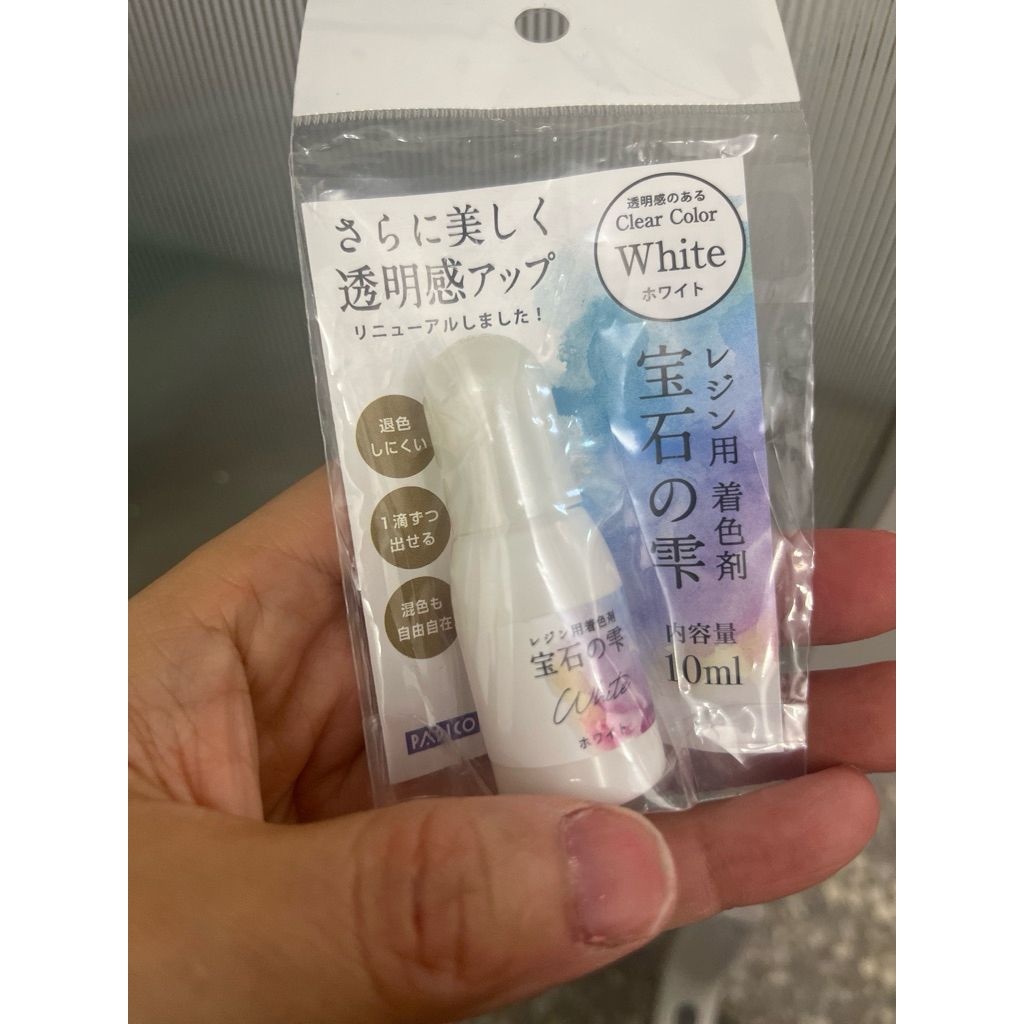 さらに美しく
透明感アップ
リニューアルしました!
透明感のある
Clear Color
White
ホワイト
レジン用 着色剤
宝石の雫
内容量
10ml
退色
しにくい
1滴ずつ
出せる
混色も
自由自在
レジン用着色剤
宝石の雫
White
ホワイト
PADICO